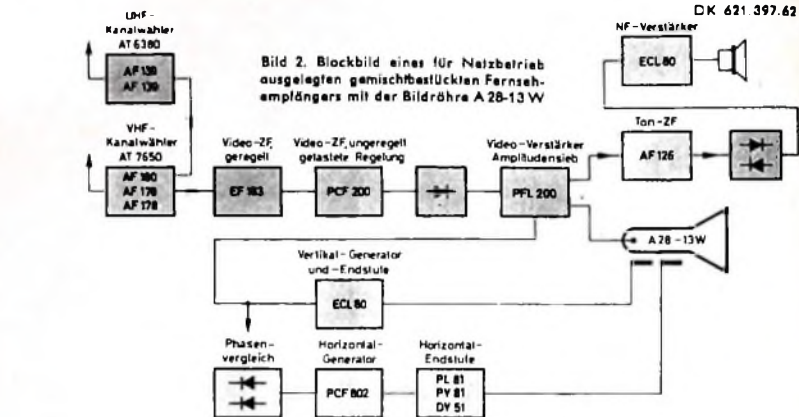 DK 621.397.62
UHF-
Kanalwähler
AT 6380
AF 139
AF 139
Bild 2. Blockbild eines für Netzbetrieb
ausgelegten gemischtbestückten Fernseh-
empfängers mit der Bildröhre A 28-13 W
NF-Verstärker
ECL 80
VHF-
Kanalwähler
AT 7650
AF 180
AF 178
AF 178
Video-ZF,
geregelt
EF 183
Video-ZF, ungeregelt
getastete Regelung
PCF 200
Video-Verstärker
Amplitudensieb
PFL 200
Ton-ZF
AF 126
A 28-13W
Vertikal-Generator
und -Endstufe
ECL 80
Phasen-
vergleich
Horizontal-
Generator
PCF 802
Horizontal-
Endstufe
PL 81
PY 81
DY 51